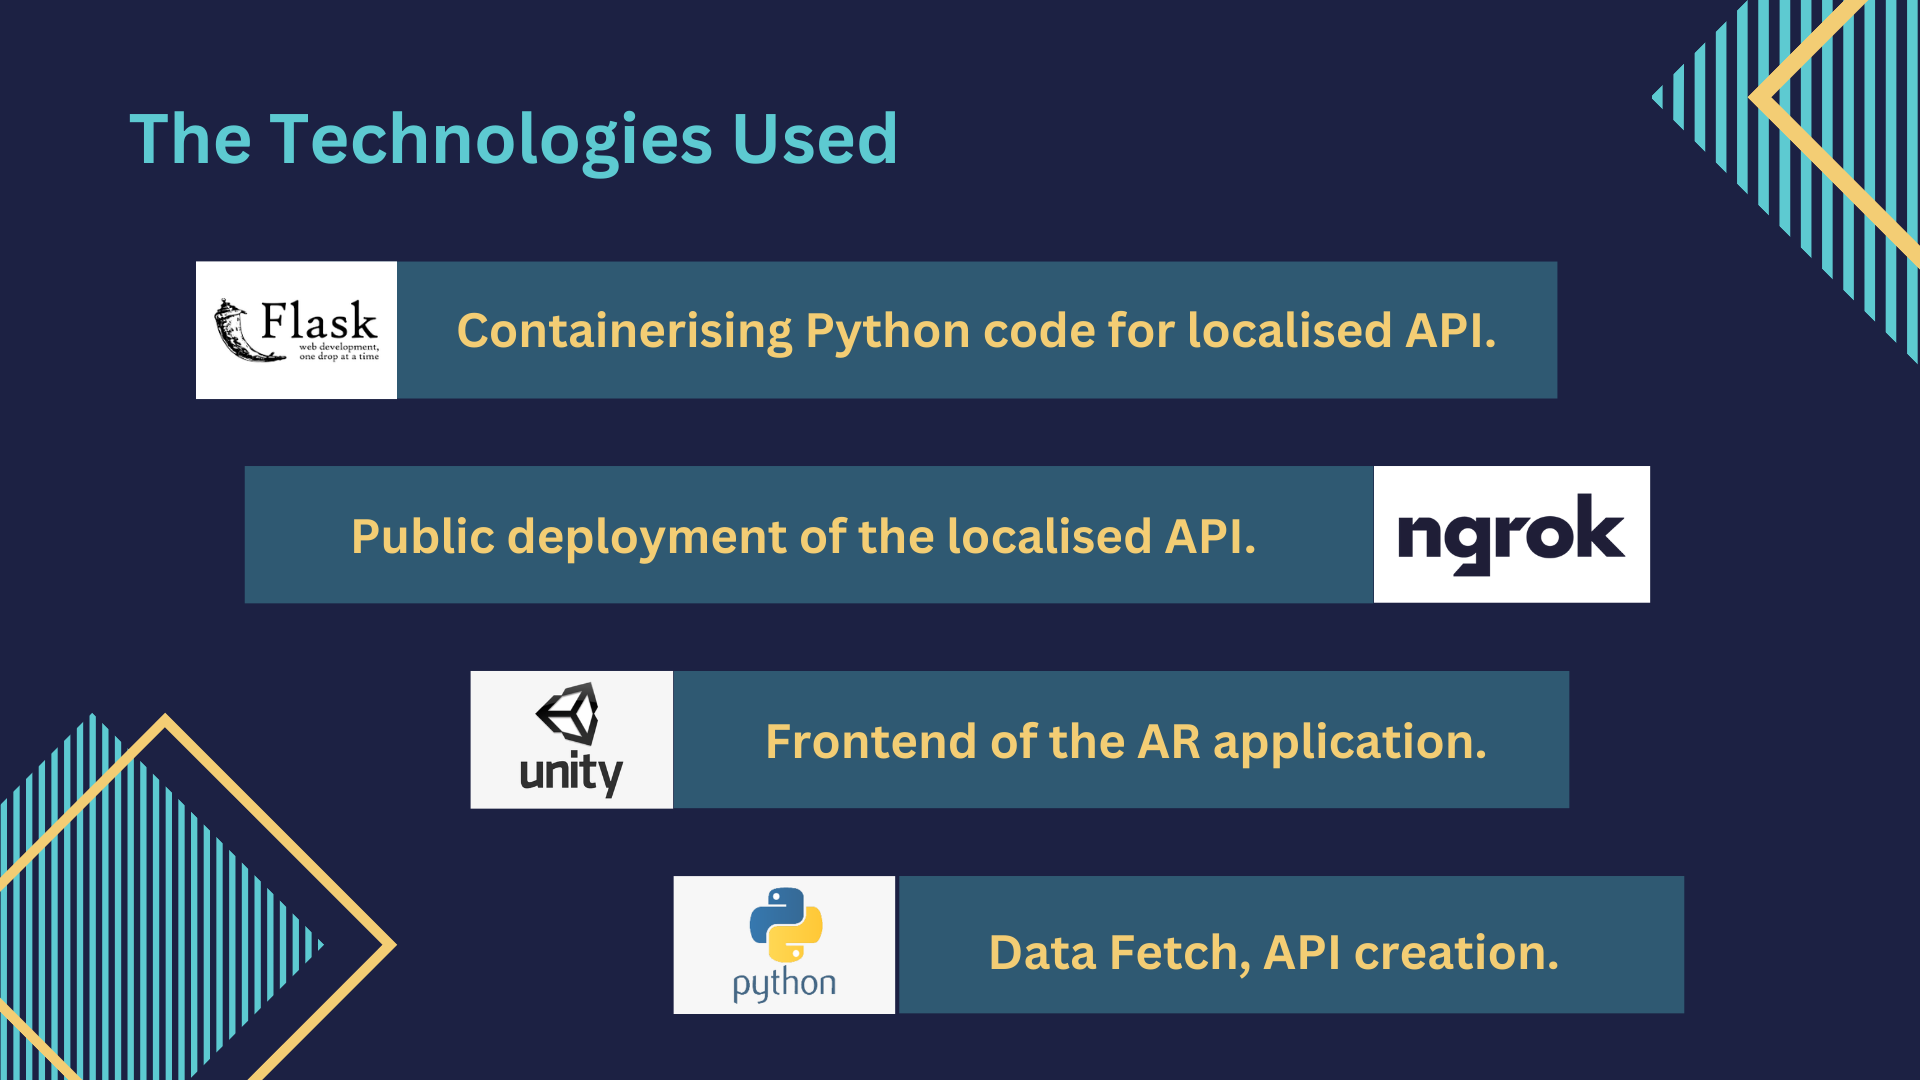 The Technologies Used
Flask
web development,
one drop at a time
Containerising Python code for localised API.
Public deployment of the localised API.
ngrok
unity
Frontend of the AR application.
python
Data Fetch, API creation.